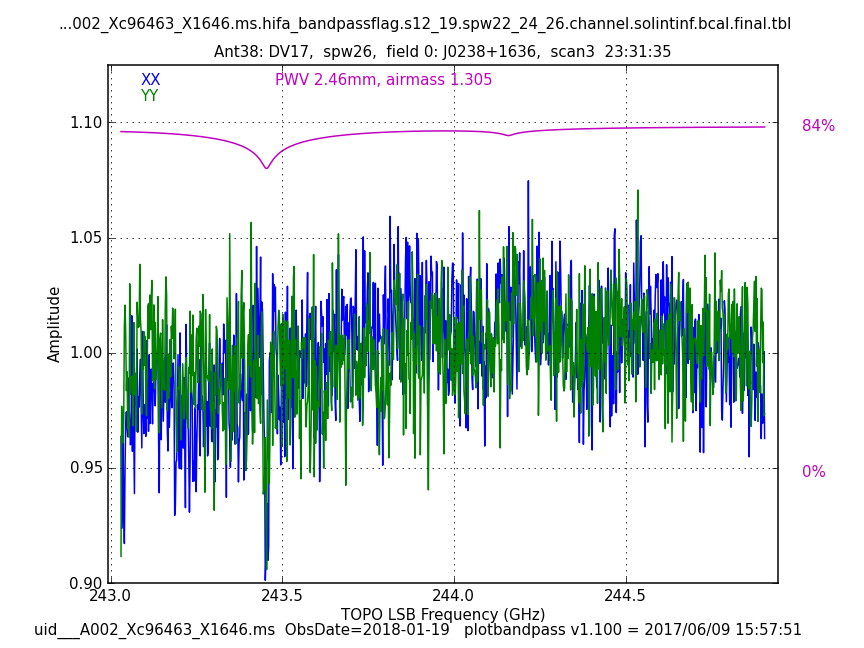 ...002_Xc96463_X1646.ms.hifa_bandpassflag.s12_19.spw22_24_26.channel.solintinf.bcal.final.tbl
Ant38: DV17, spw26, field 0: J0238+1636, scan3 23:31:35
XX
YY
PWV 2.46mm, airmass 1.305
84%
0%
1.10
1.05
1.00
0.95
0.90
Amplitude
243.0 243.5 244.0 244.5
TOPO LSB Frequency (GHz)
uid___A002_Xc96463_X1646.ms ObsDate=2018-01-19 plotbandpass v1.100 = 2017/06/09 15:57:51